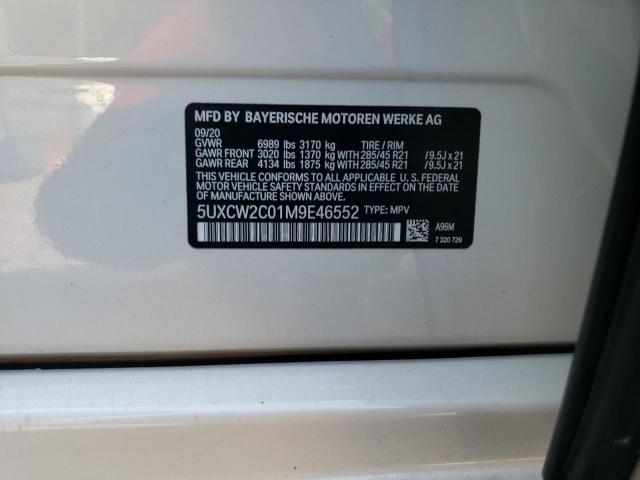 MFD BY BAYERISCHE MOTOREN WERKE AG
09/20
GVWR 6989 lbs 3170 kg TIRE / RIM
GAWR FRONT 3020 lbs 1370 kg WITH 285/45 R21 /9.5J x 21
GAWR REAR 4134 lbs 1875 kg WITH 285/45 R21 /9.5J x 21
THIS VEHICLE CONFORMS TO ALL APPLICABLE U. S. FEDERAL
MOTOR VEHICLE SAFETY STANDARDS IN EFFECT ON THE
DATE OF MANUFACTURE SHOWN ABOVE.
5UXCW2C01M9E46552 TYPE: MPV
A96M
7 320 729